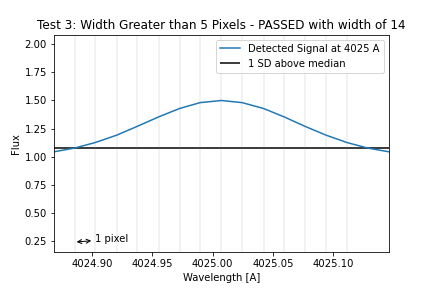 Test 3: Width Greater than 5 Pixels - PASSED with width of 14
2.00
1.75
1.50
1.25
1.00
0.75
0.50
0.25
Flux
Detected Signal at 4025 A
1 SD above median
1 pixel
4024.90 4024.95 4025.00 4025.05 4025.10
Wavelength [A]